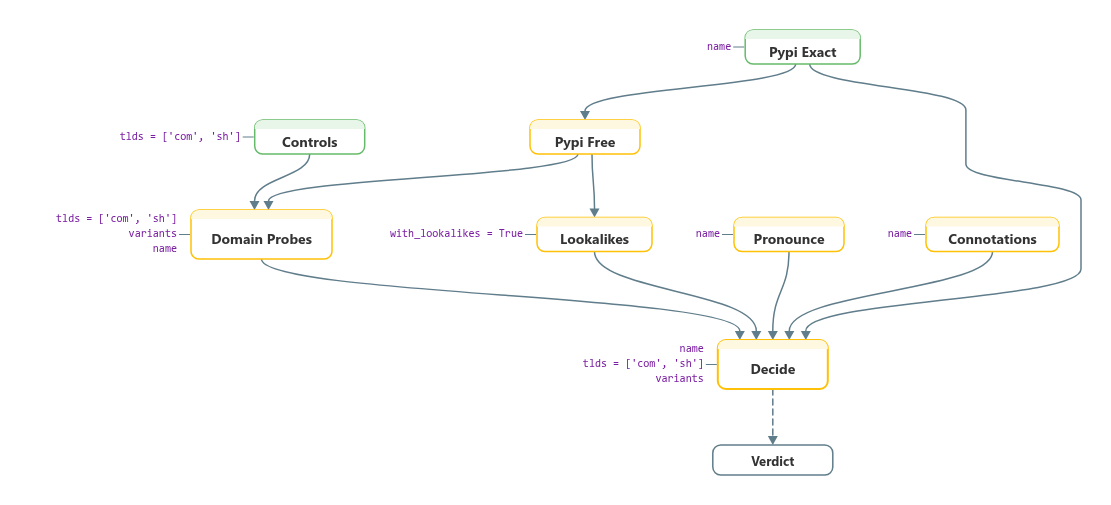 name
Pypi Exact
tlds = ['com', 'sh']
Controls
Pypi Free
tlds = ['com', 'sh']
variants
name
Domain Probes
with_lookalikes = True
Lookalikes
name
Pronounce
name
Connotations
name
tlds = ['com', 'sh']
variants
Decide
Verdict